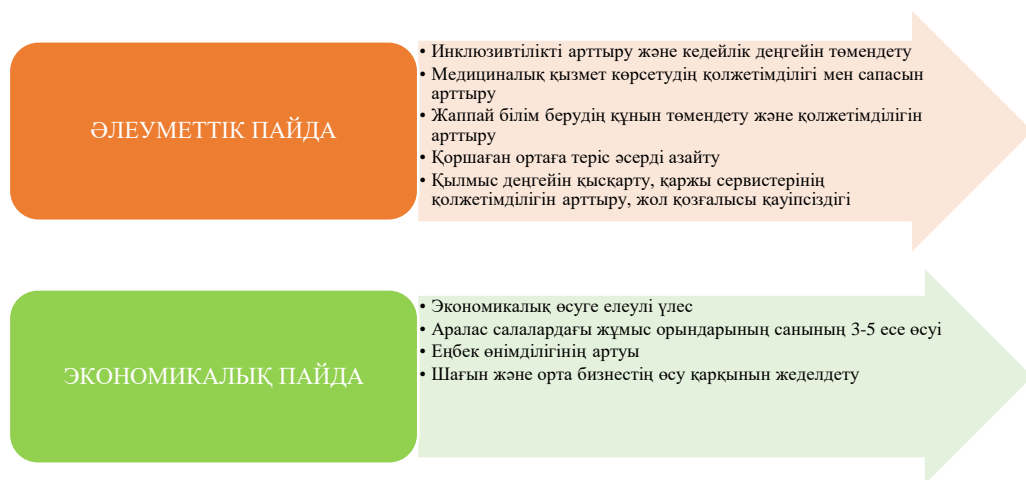 ӘЛЕУМЕТТІК ПАЙДА
• Инклюзивтілікті арттыру және кедейлік деңгейін төмендету
• Медициналық қызмет көрсетудің қолжетімділігі мен сапасын
арттыру
• Жаппай білім берудің құнын төмендету және қолжетімділігін
арттыру
• Қоршаған ортаға теріс әсерді азайту
• Қылмыс деңгейін қысқарту, қаржы сервистерінің
қолжетімділігін арттыру, жол қозғалысы қауіпсіздігі
ЭКОНОМИКАЛЫҚ ПАЙДА
• Экономикалық өсуге елеулі үлес
• Аралас салалардағы жұмыс орындарының санының 3-5 есе өсуі
• Еңбек өнімділігінің артуы
• Шағын және орта бизнестің өсу қарқынын жеделдету